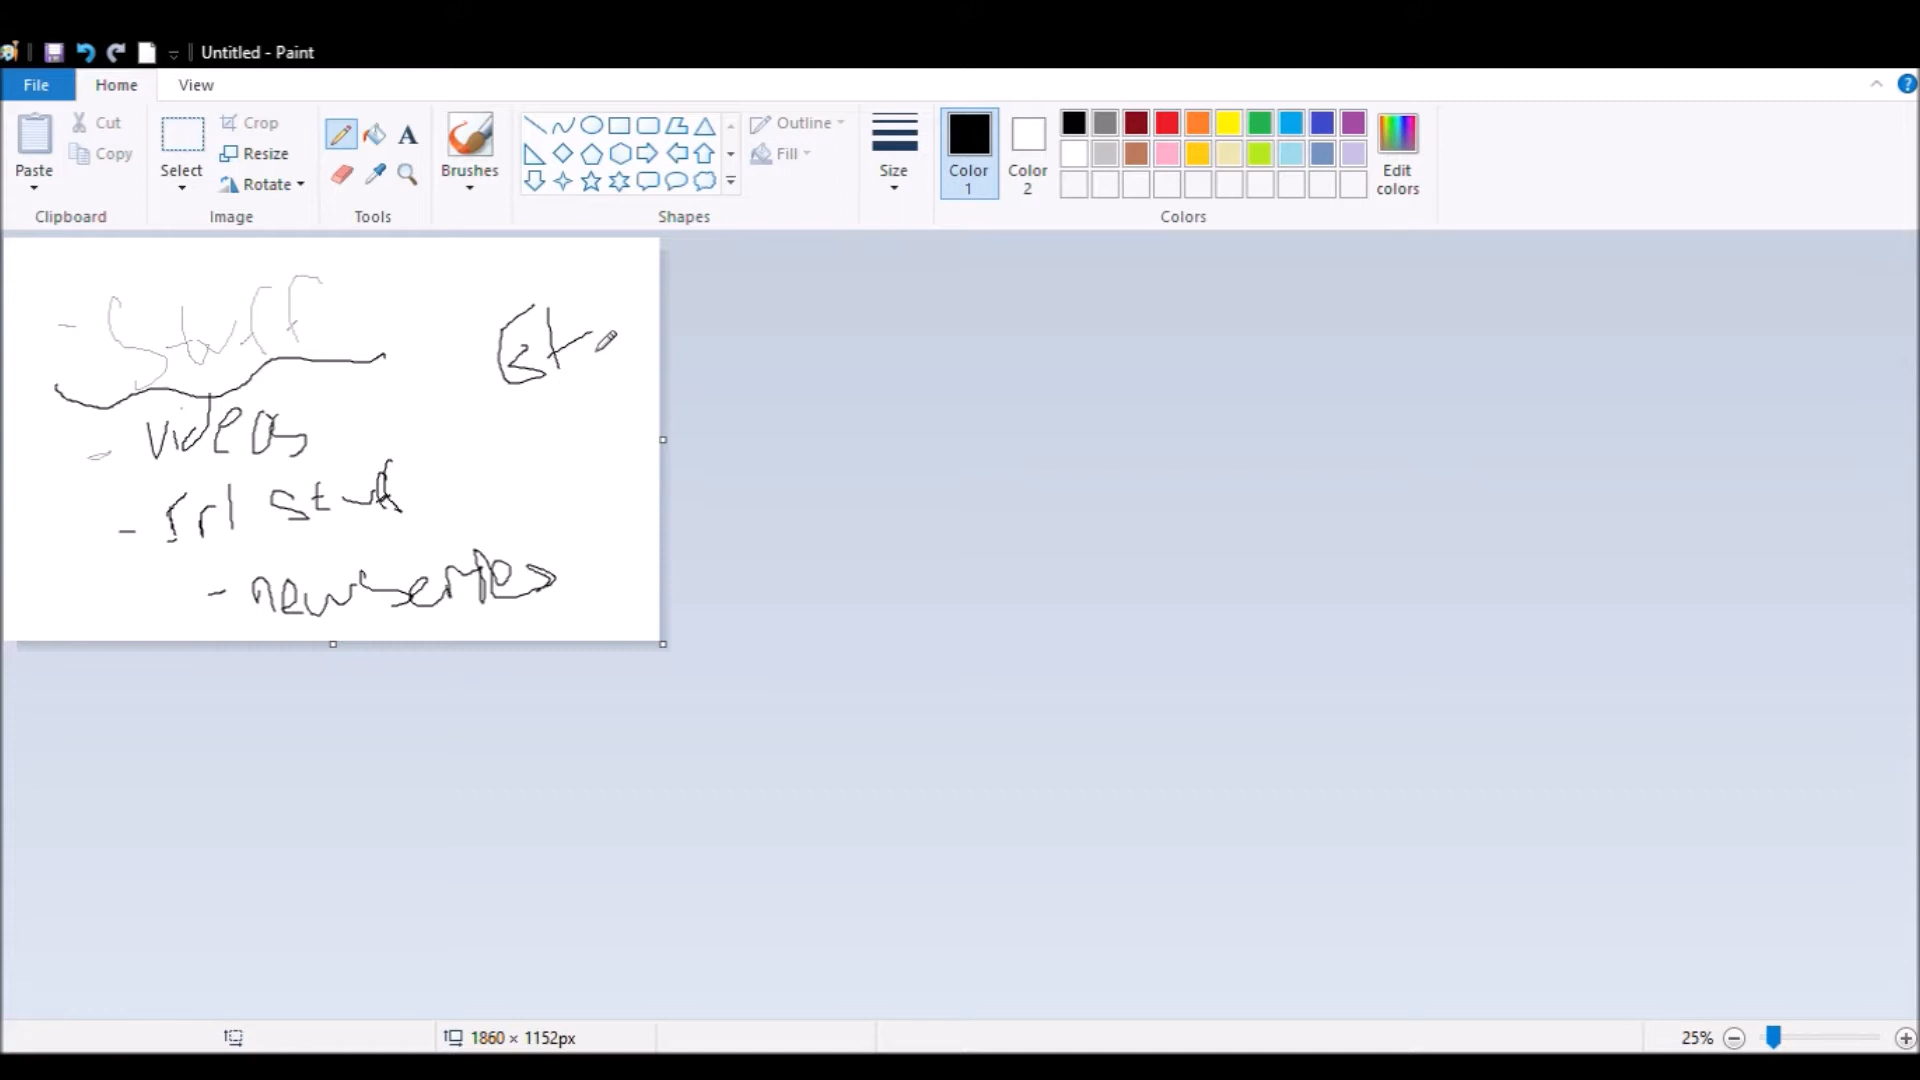 Untitled - Paint
File Home View
Paste
Cut
Copy
Clipboard
Select
Crop
Resize
Rotate
Image
Tools
Brushes
Shapes
Outline
Fill
Size
Color 1
Color 2
Edit colors
Colors
- Stuff
- videos
- Irl stuff
- new series
1860 × 1152px
25%